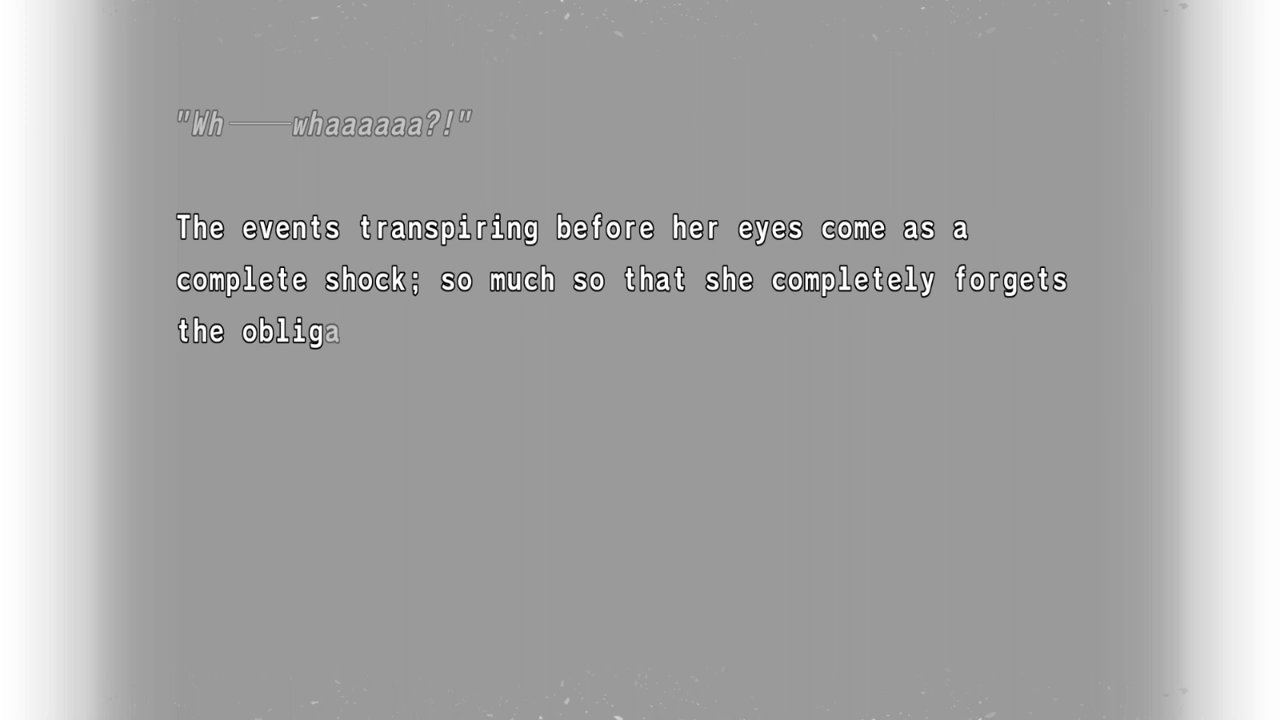 "Wh——whaaaaaa?!"
The events transpiring before her eyes come as a
complete shock; so much so that she completely forgets
the obliga